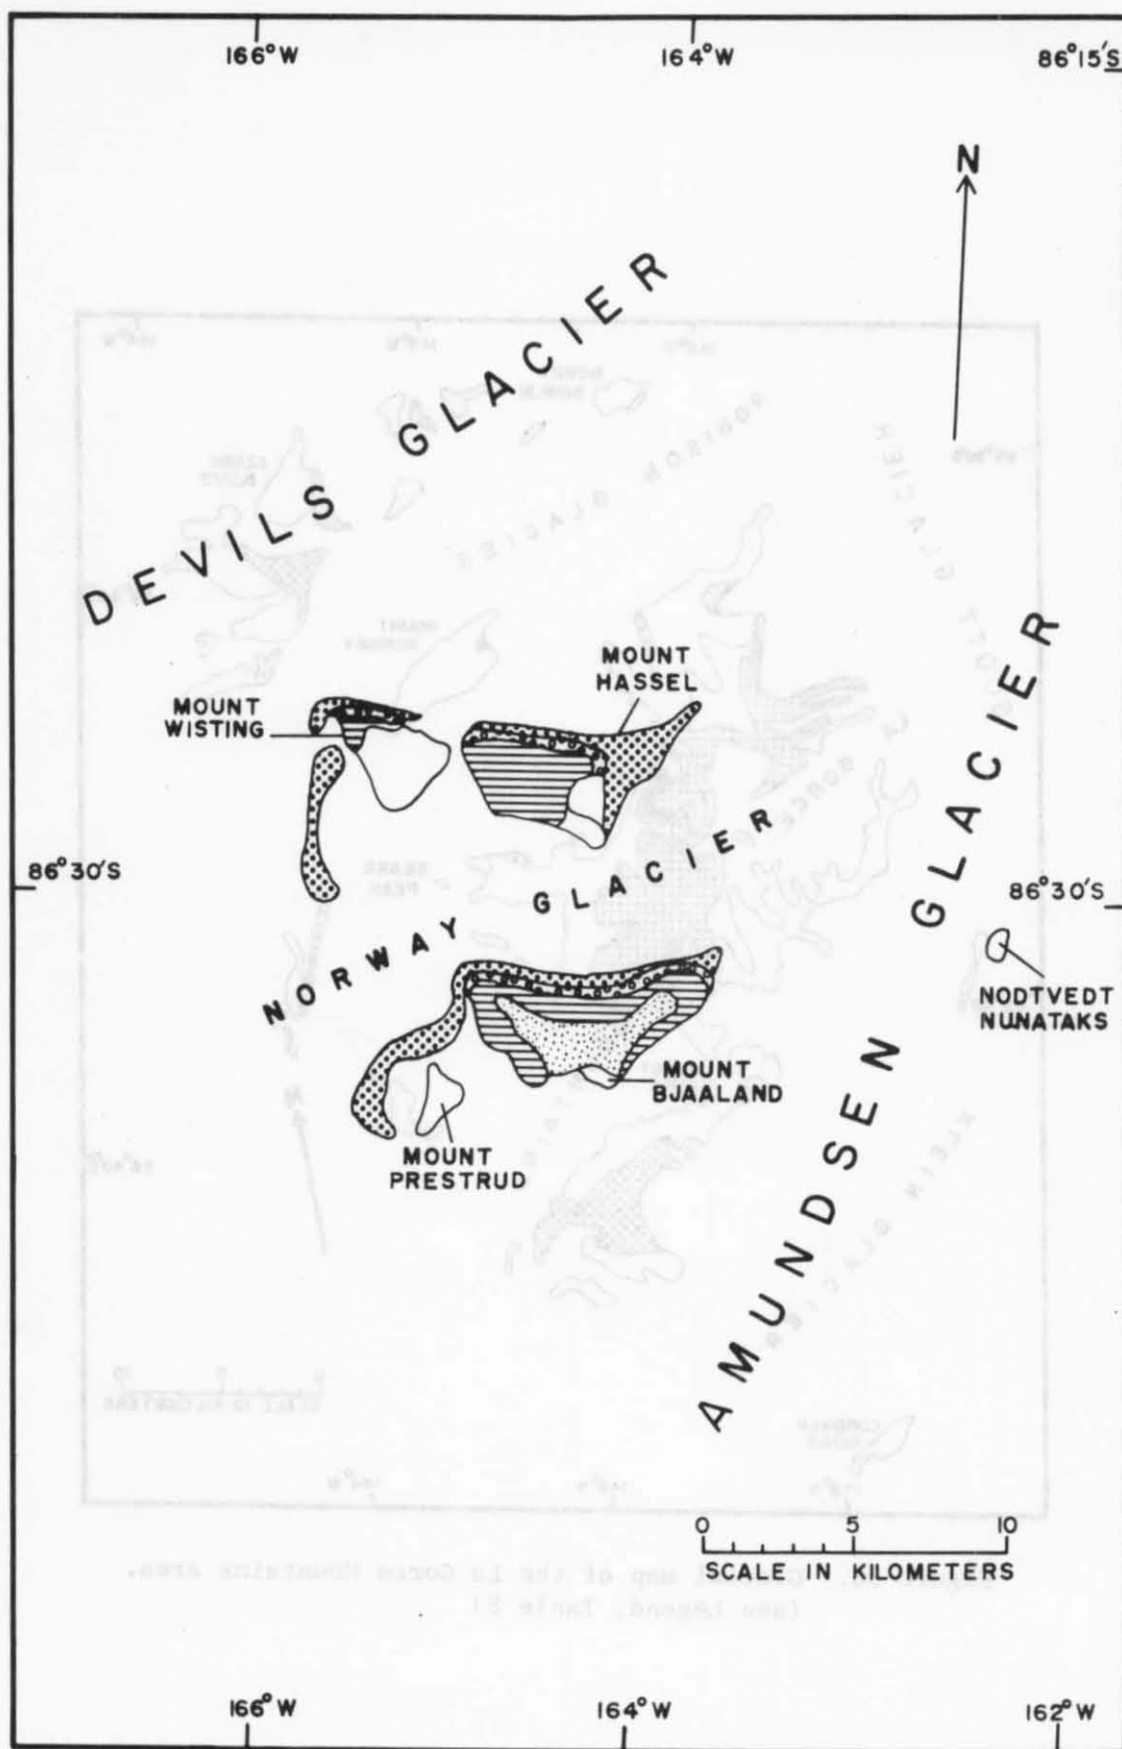 166°W
164°W
86°15'S
N
DEVILS GLACIER
MOUNT
HASSEL
MOUNT
WISTING
NORWAY GLACIER
86°30'S
86°30'S
AMUNDSEN GLACIER
NODTVEDT
NUNATAKS
MOUNT
BJAALAND
MOUNT
PRESTRUD
0 5 10
SCALE IN KILOMETERS
166°W
164°W
162°W